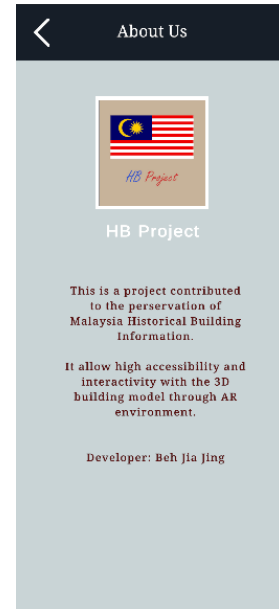 About Us
HB Project
HB Project
This is a project contributed
to the perservation of
Malaysia Historical Building
Information.
It allow high accessibility and
interactivity with the 3D
building model through AR
environment.
Developer: Beh Jia Jing